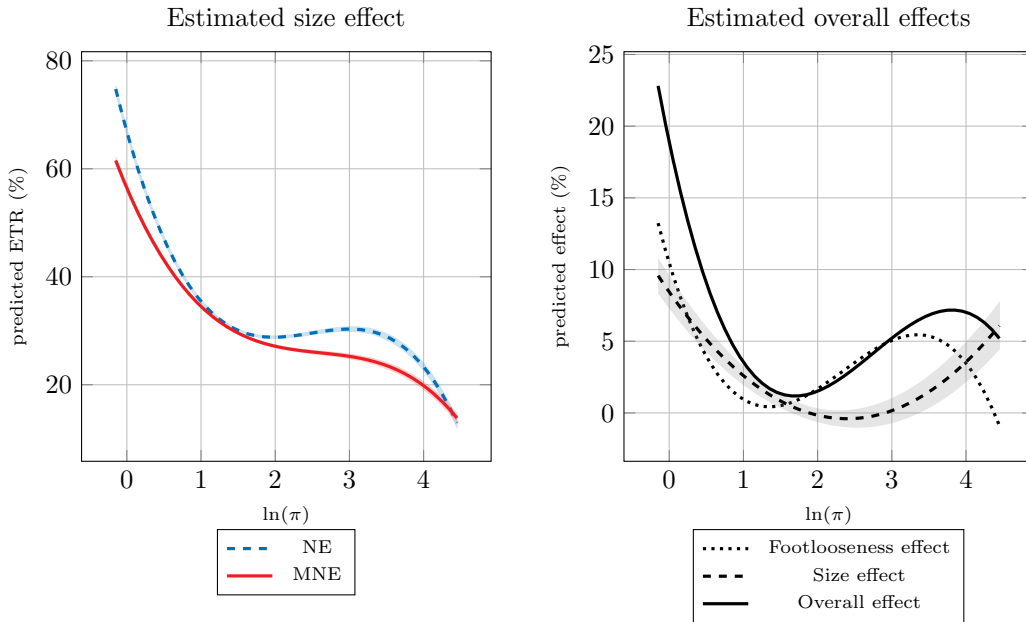 Estimated size effect
80
60
40
20
predicted ETR (%)
0 1 2 3 4
ln(π)
NE
MNE
Estimated overall effects
25
20
15
10
5
0
predicted effect (%)
0 1 2 3 4
ln(π)
Footlooseness effect
Size effect
Overall effect